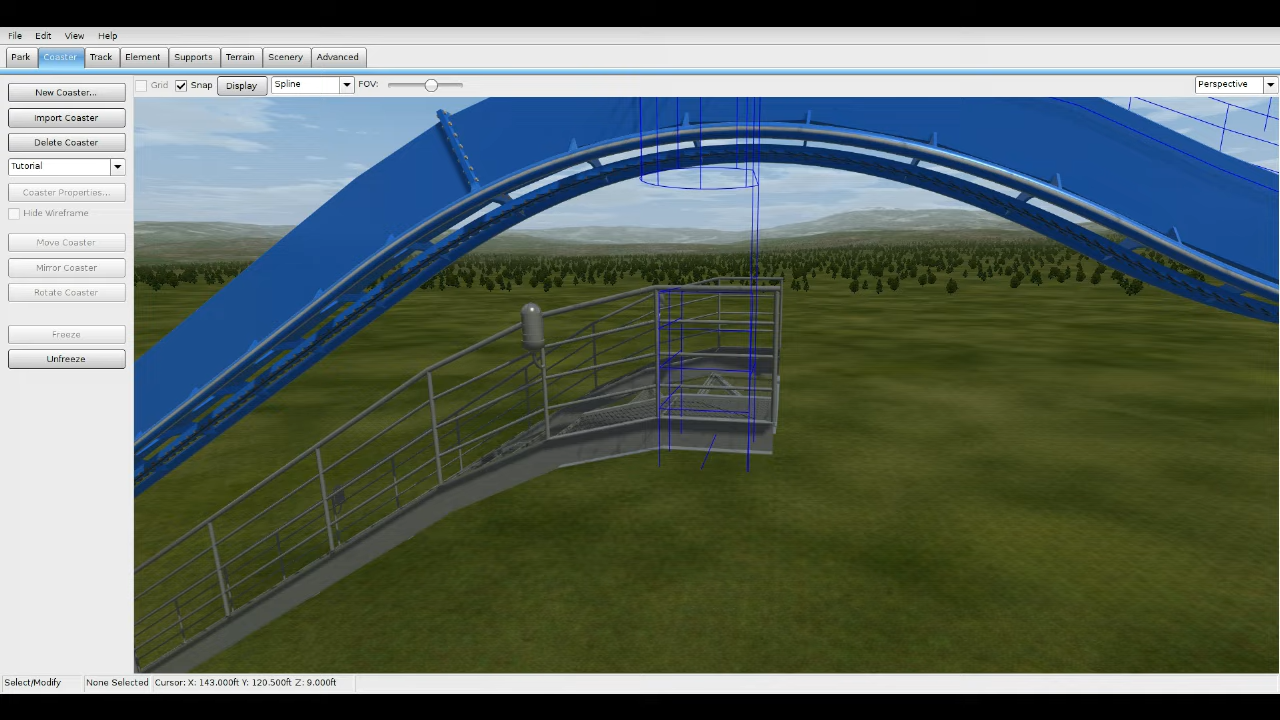 File Edit View Help
Park Coaster Track Element Supports Terrain Scenery Advanced
Grid Snap Display Spline FOV: Perspective
New Coaster...
Import Coaster
Delete Coaster
Tutorial
Coaster Properties...
Hide Wireframe
Move Coaster
Mirror Coaster
Rotate Coaster
Freeze
Unfreeze
Select/Modify None Selected Cursor: X: 143.000ft Y: 120.500ft Z: 9.000ft